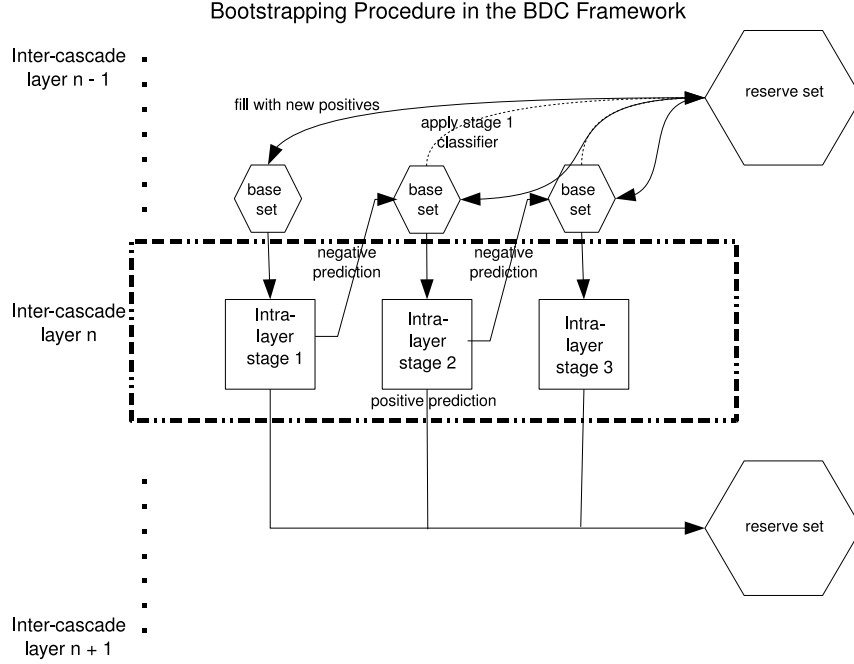 Bootstrapping Procedure in the BDC Framework
Inter-cascade
layer n - 1
reserve set
fill with new positives
apply stage 1
classifier
base
set
base
set
base
set
negative
prediction
negative
prediction
Inter-cascade
layer n
Intra-
layer
stage 1
Intra-
layer
stage 2
Intra-
layer
stage 3
positive prediction
reserve set
Inter-cascade
layer n + 1